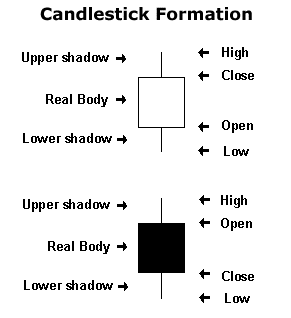 Candlestick Formation
Upper shadow
High
Close
Real Body
Open
Lower shadow
Low
Upper shadow
High
Open
Real Body
Close
Lower shadow
Low